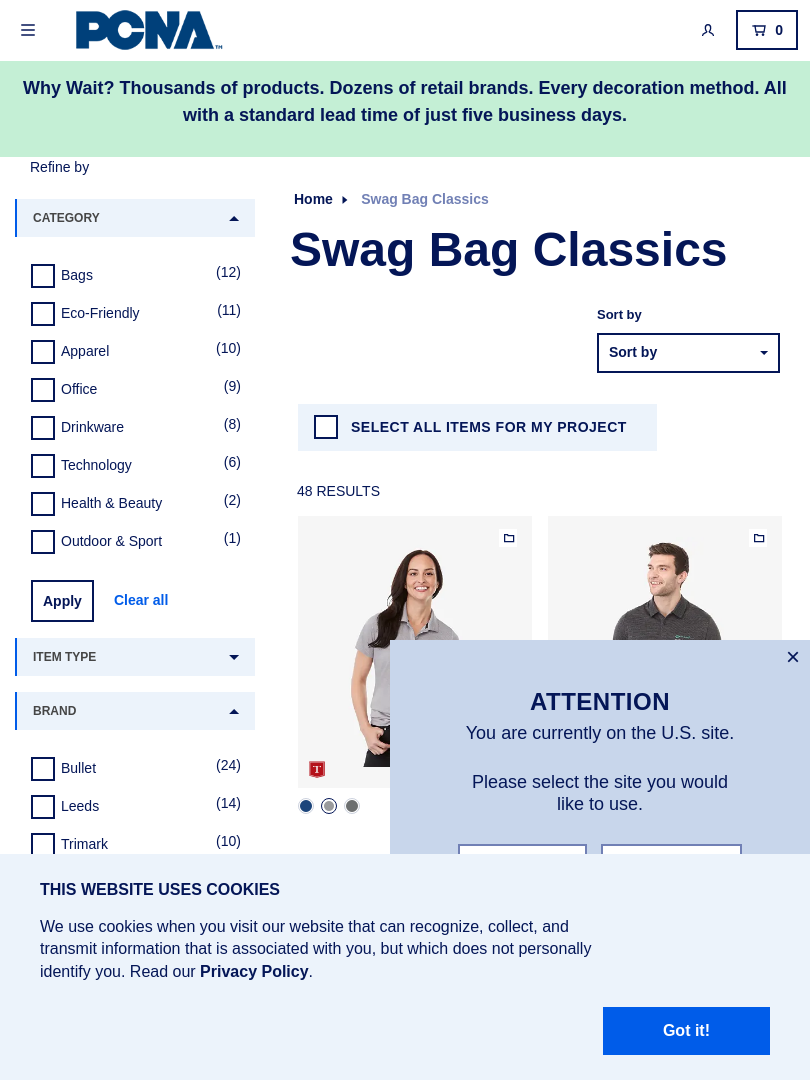 PCNA™
0
Why Wait? Thousands of products. Dozens of retail brands. Every decoration method. All
with a standard lead time of just five business days.
Refine by
CATEGORY
Bags (12)
Eco-Friendly (11)
Apparel (10)
Office (9)
Drinkware (8)
Technology (6)
Health & Beauty (2)
Outdoor & Sport (1)
Apply Clear all
ITEM TYPE
BRAND
Bullet (24)
Leeds (14)
Trimark (10)
Home Swag Bag Classics
Swag Bag Classics
Sort by
Sort by
SELECT ALL ITEMS FOR MY PROJECT
48 RESULTS
T
ATTENTION
You are currently on the U.S. site.
Please select the site you would
like to use.
THIS WEBSITE USES COOKIES
We use cookies when you visit our website that can recognize, collect, and
transmit information that is associated with you, but which does not personally
identify you. Read our Privacy Policy.
Got it!